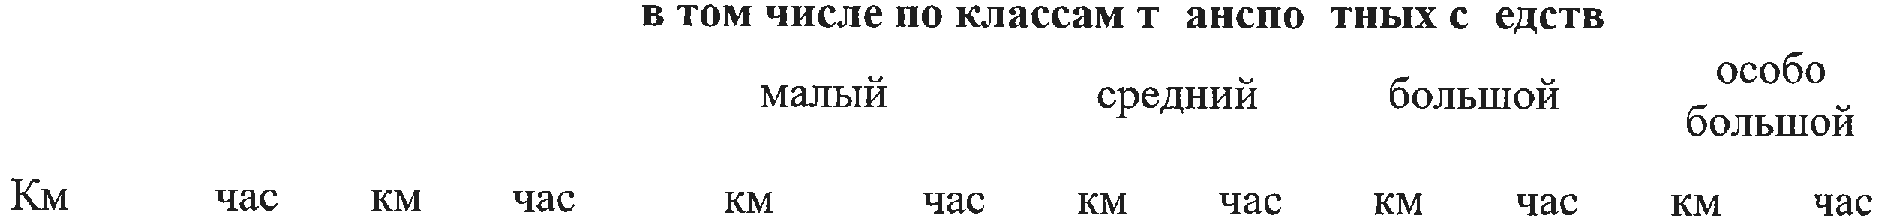 в том числе по классам т анспо тных с едств
малый средний большой особо большой
Км час км час км час км час км час км час